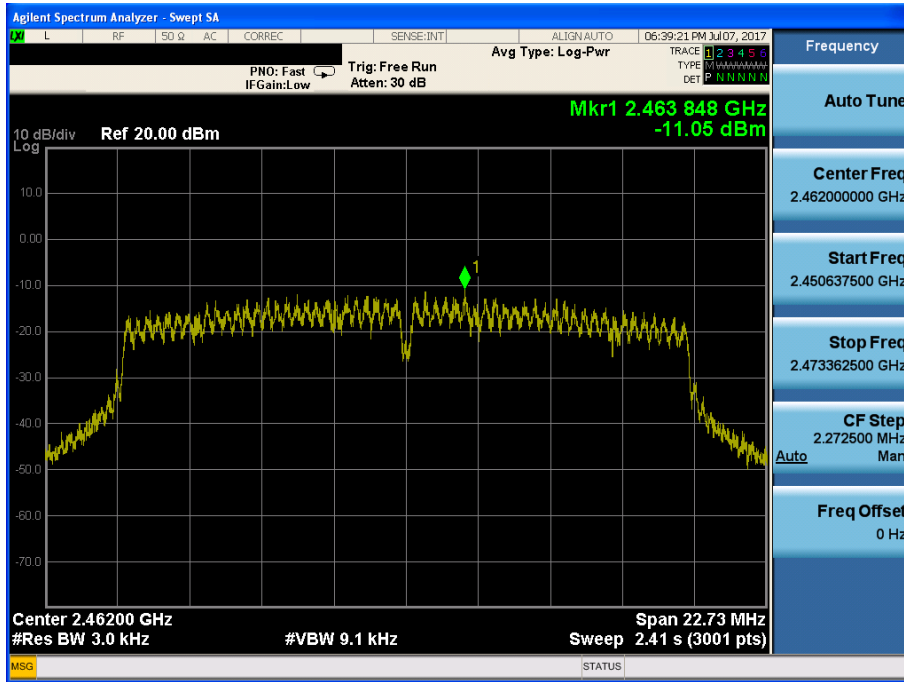 Agilent Spectrum Analyzer - Swept SA
LXI L RF 50 Ω AC CORREC SENSE:INT ALIGN AUTO 06:39:21 PM Jul 07, 2017
Avg Type: Log-Pwr TRACE 1 2 3 4 5 6
PNO: Fast Trig: Free Run TYPE M W W W W W
IFGain:Low Atten: 30 dB DET P N N N N N
Mkr1 2.463 848 GHz
-11.05 dBm
10 dB/div Ref 20.00 dBm
Log
10.0
0.00
1
-10.0
-20.0
-30.0
-40.0
-50.0
-60.0
-70.0
Center 2.46200 GHz Span 22.73 MHz
#Res BW 3.0 kHz #VBW 9.1 kHz Sweep 2.41 s (3001 pts)
MSG STATUS
Frequency
Auto Tune
Center Freq
2.462000000 GHz
Start Freq
2.450637500 GHz
Stop Freq
2.473362500 GHz
CF Step
2.272500 MHz
Auto Man
Freq Offset
0 Hz